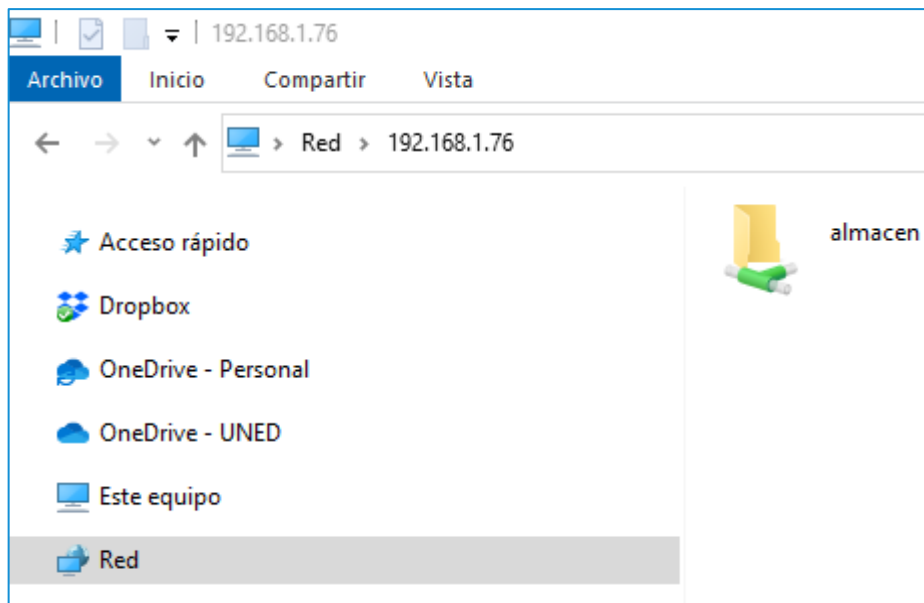 192.168.1.76
Archivo Inicio Compartir Vista
Red 192.168.1.76
Acceso rápido
almacen
Dropbox
OneDrive - Personal
OneDrive - UNED
Este equipo
Red